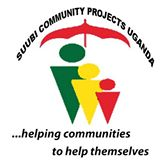 SUUBI COMMUNITY PROJECTS UGANDA
...helping communities
to help themselves